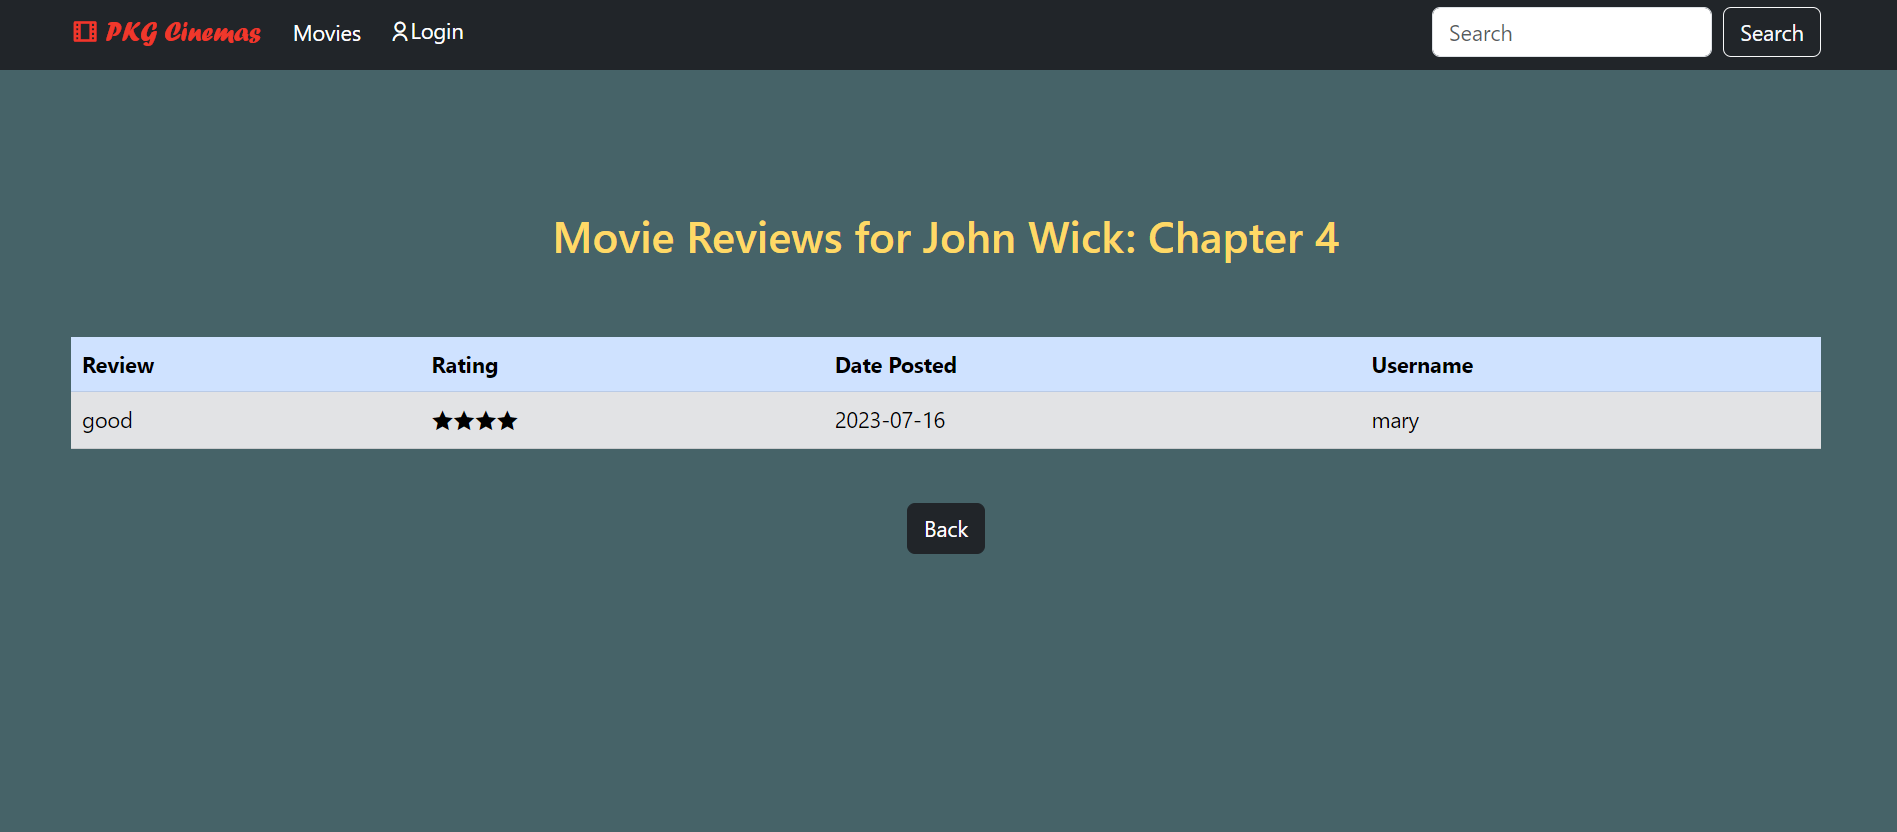 PKG Cinemas Movies Login Search Search
Movie Reviews for John Wick: Chapter 4
Review Rating Date Posted Username
good ★★★★ 2023-07-16 mary
Back